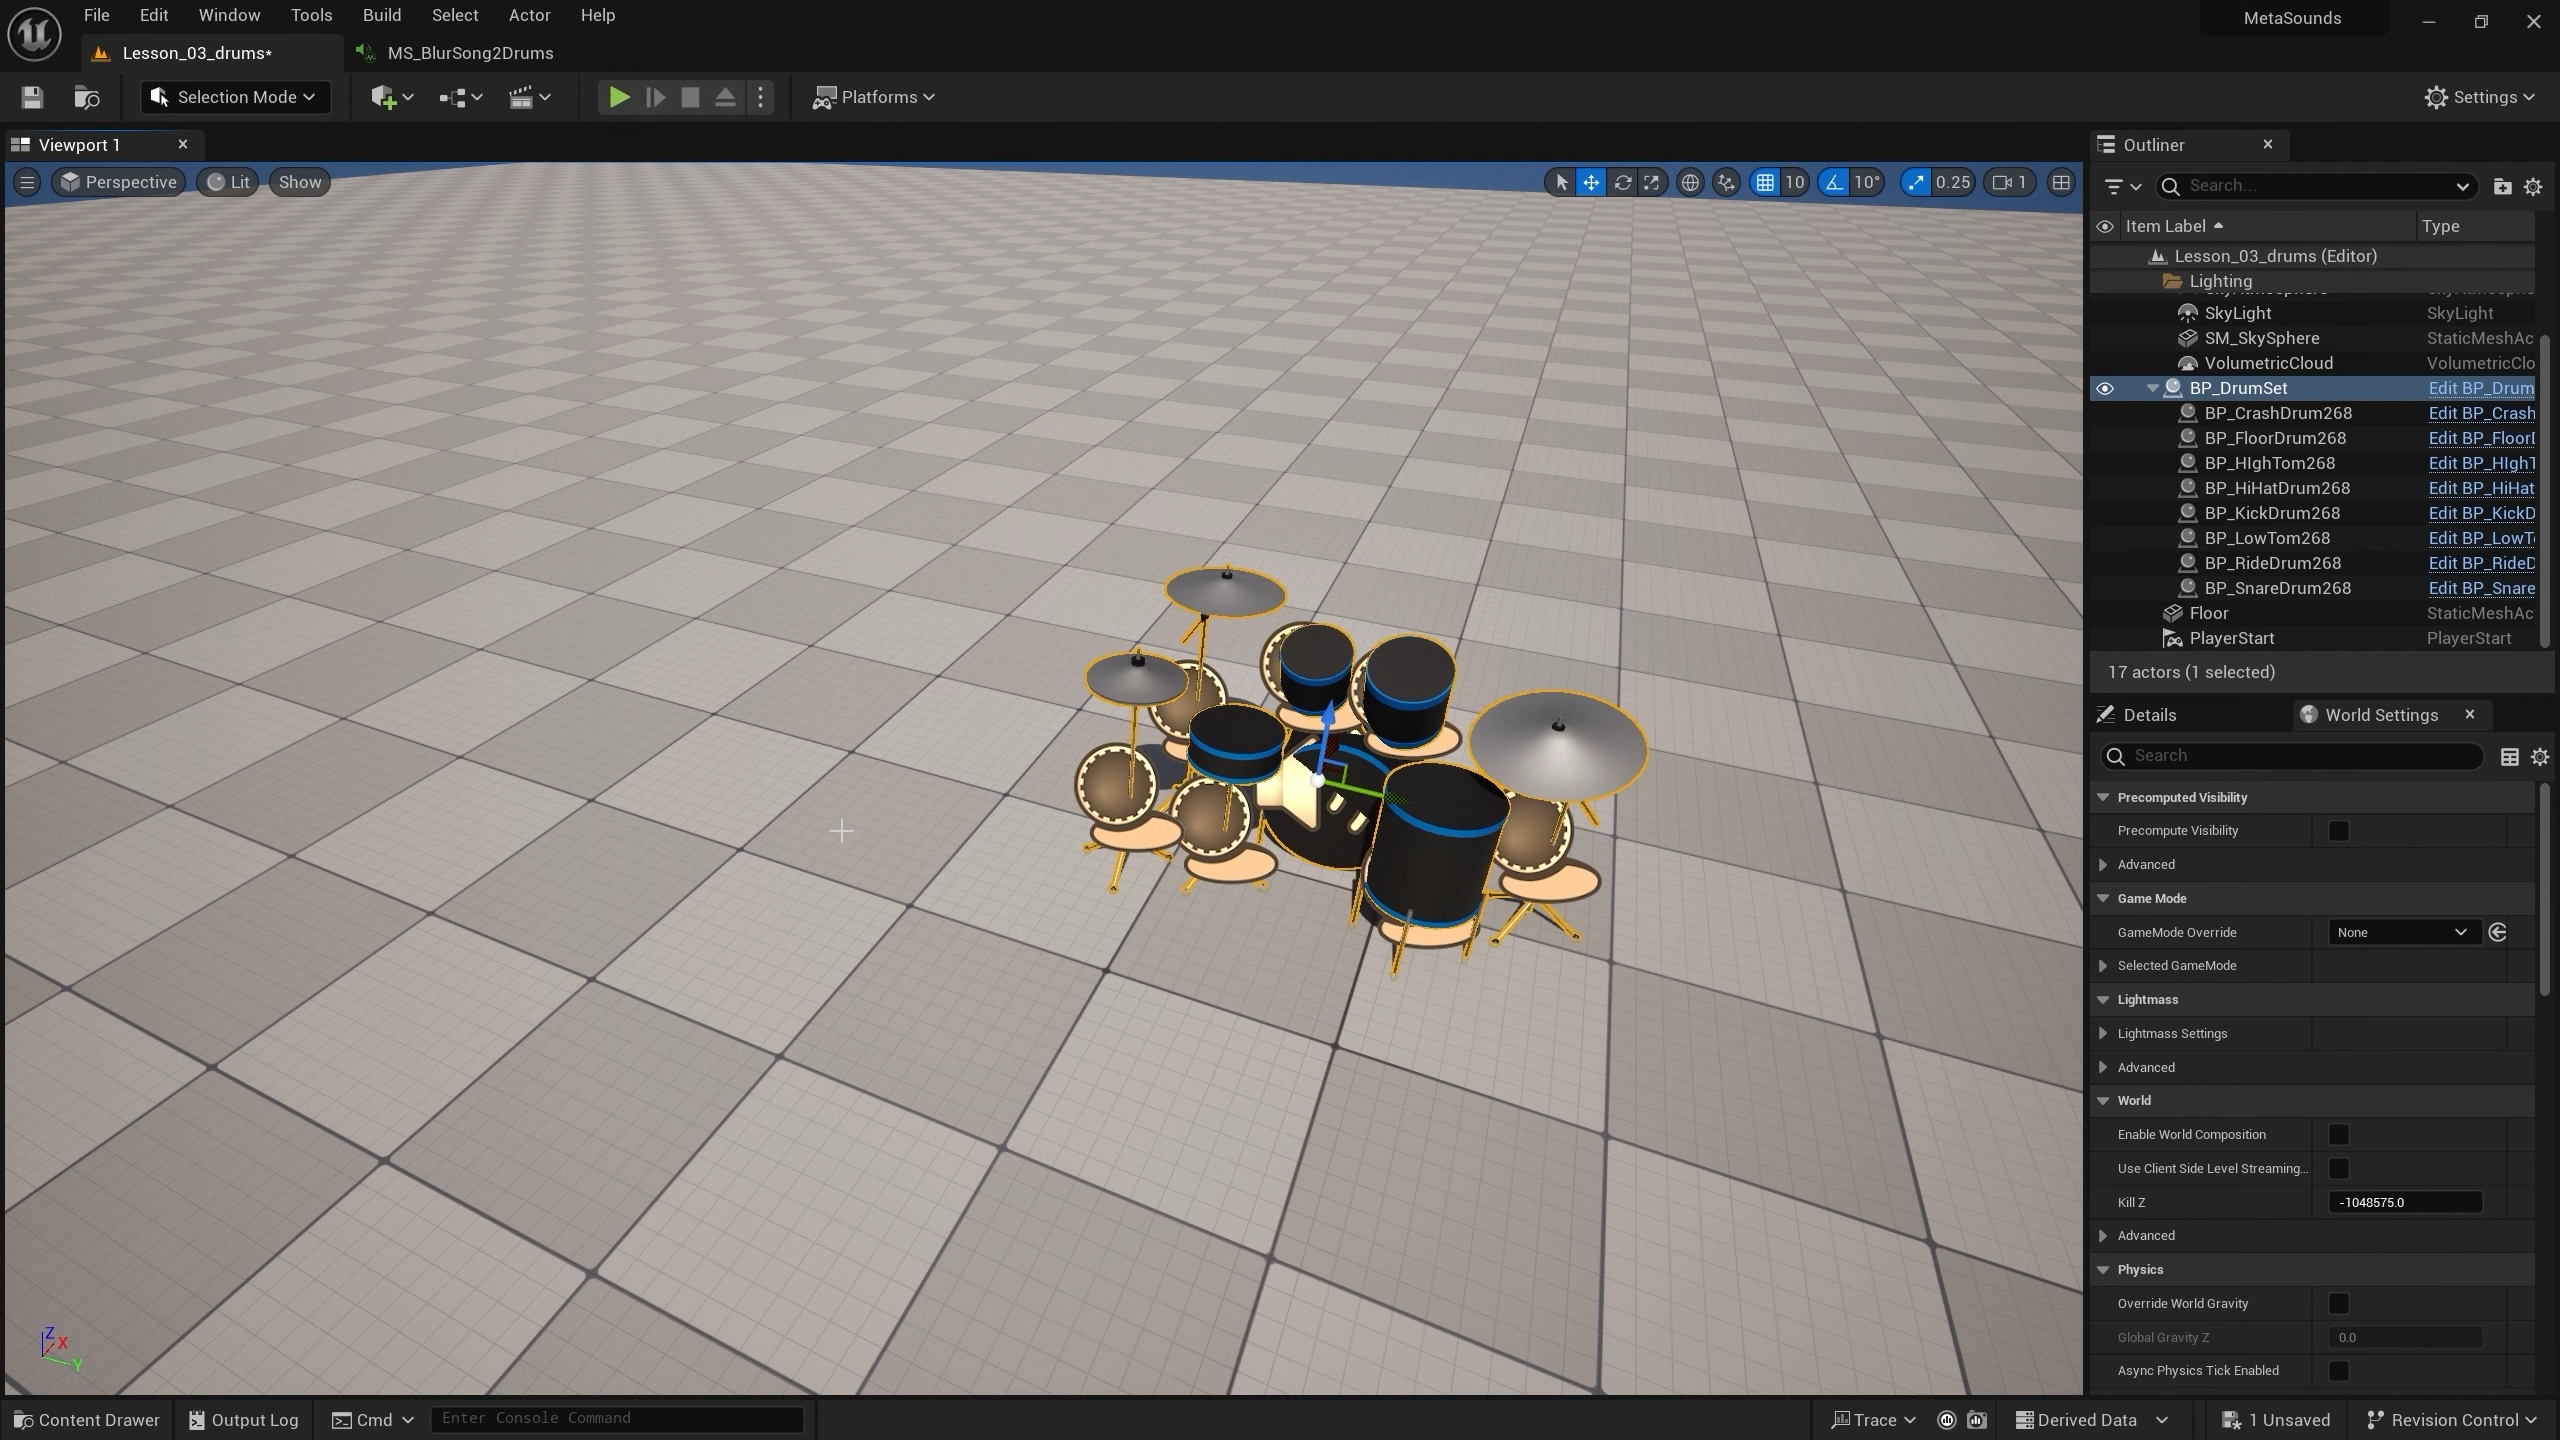 File Edit Window Tools Build Select Actor Help
MetaSounds
Lesson_03_drums*
MS_BlurSong2Drums
Selection Mode
Platforms
Settings
Viewport 1
Perspective
Lit
Show
10
10°
0.25
1
Outliner
Search...
Item Label
Type
Lesson_03_drums (Editor)
Lighting
SkyLight SkyLight
SM_SkySphere StaticMeshAc
VolumetricCloud VolumetricClo
BP_DrumSet Edit BP_Drum
BP_CrashDrum268 Edit BP_Crash
BP_FloorDrum268 Edit BP_Floor
BP_HIghTom268 Edit BP_HIghT
BP_HiHatDrum268 Edit BP_HiHat
BP_KickDrum268 Edit BP_KickD
BP_LowTom268 Edit BP_LowT
BP_RideDrum268 Edit BP_RideD
BP_SnareDrum268 Edit BP_Snare
Floor StaticMeshAc
PlayerStart PlayerStart
17 actors (1 selected)
Details
World Settings
Search
Precomputed Visibility
Precompute Visibility
Advanced
Game Mode
GameMode Override None
Selected GameMode
Lightmass
Lightmass Settings
Advanced
World
Enable World Composition
Use Client Side Level Streaming...
Kill Z -1048575.0
Advanced
Physics
Override World Gravity
Global Gravity Z 0.0
Async Physics Tick Enabled
Z
X
Y
Content Drawer
Output Log
Cmd
Enter Console Command
Trace
Derived Data
1 Unsaved
Revision Control